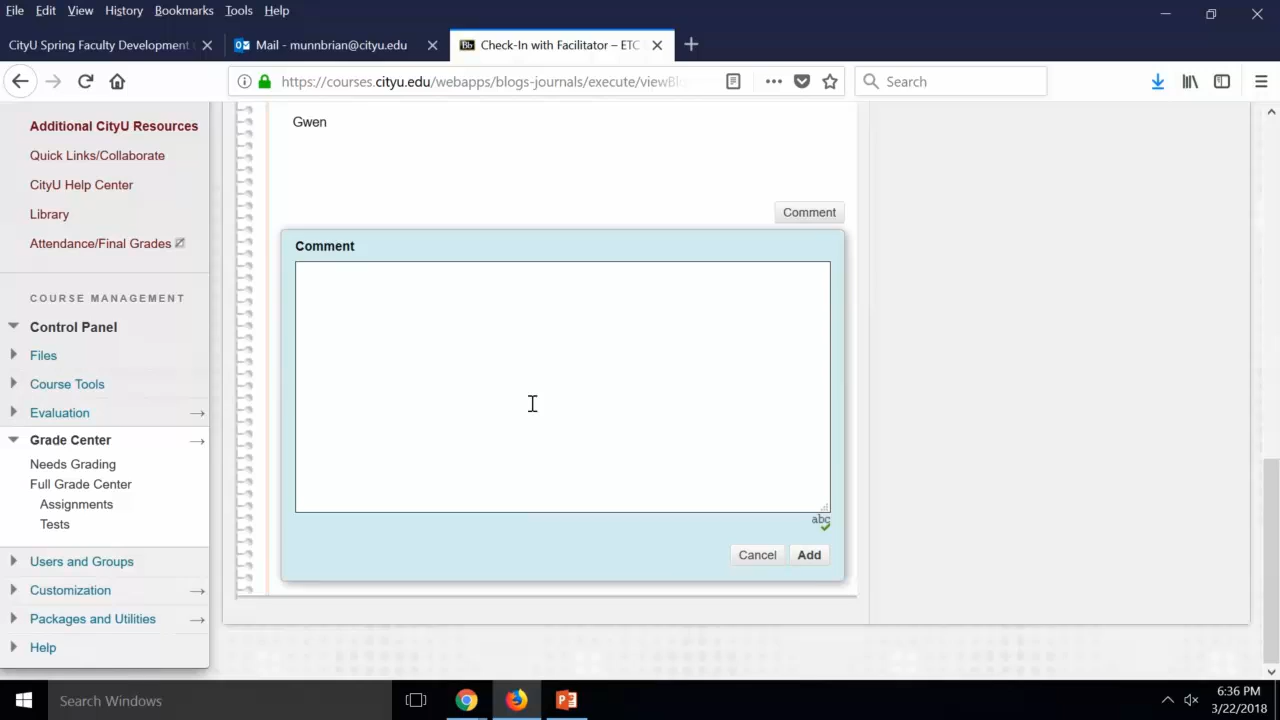 File Edit View History Bookmarks Tools Help
CityU Spring Faculty Development
Mail - munnbrian@cityu.edu
Bb Check-In with Facilitator – ETC
https://courses.cityu.edu/webapps/blogs-journals/execute/viewBl
Search
Additional CityU Resources
Quick Links/Collaborate
CityU Help Center
Library
Attendance/Final Grades
COURSE MANAGEMENT
Control Panel
Files
Course Tools
Evaluation
Grade Center
Needs Grading
Full Grade Center
Assignments
Tests
Users and Groups
Customization
Packages and Utilities
Help
Gwen
Comment
Comment
abc
Cancel Add
Search Windows
6:36 PM
3/22/2018